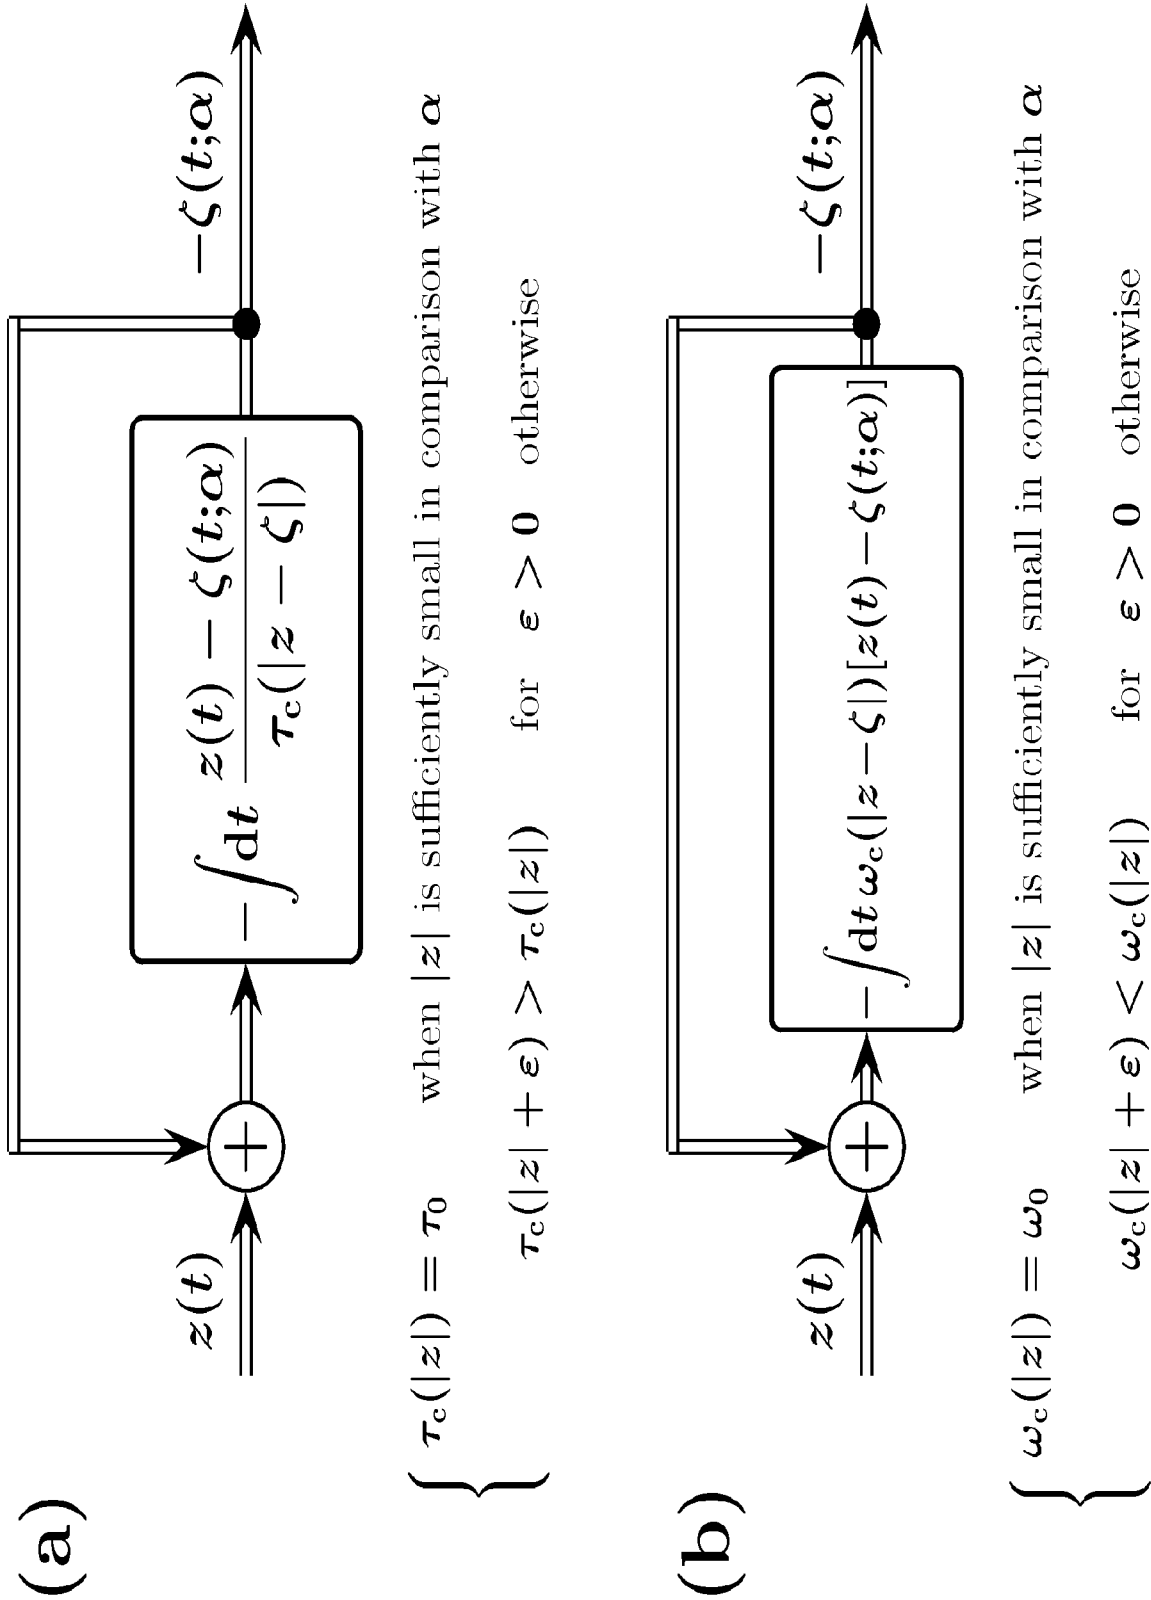 (a)
z(t)
+
−∫dt z(t) − ζ(t;α) / τc(|z − ζ|)
−ζ(t;α)
τc(|z|) = τ0 when |z| is sufficiently small in comparison with α
τc(|z| + ε) > τc(|z|) for ε > 0 otherwise
(b)
z(t)
+
−∫dt ωc(|z − ζ|)[z(t) − ζ(t;α)]
−ζ(t;α)
ωc(|z|) = ω0 when |z| is sufficiently small in comparison with α
ωc(|z| + ε) < ωc(|z|) for ε > 0 otherwise